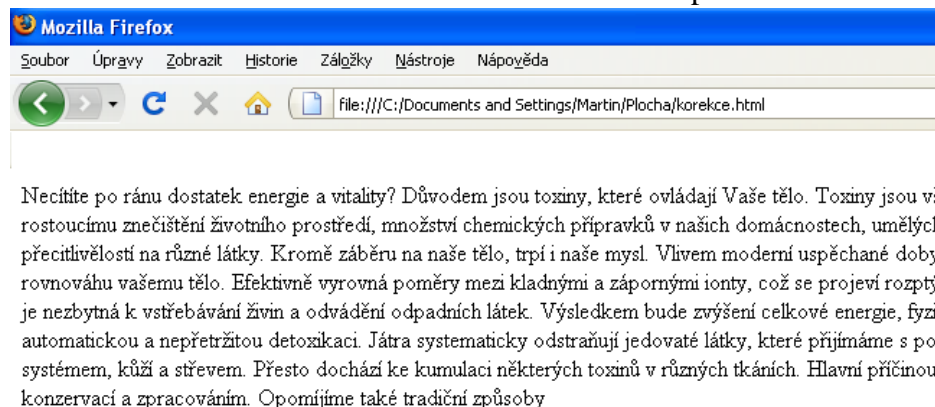 Mozilla Firefox
Soubor Úpravy Zobrazit Historie Záložky Nástroje Nápověda
file:///C:/Documents and Settings/Martin/Plocha/korekce.html
Necítíte po ránu dostatek energie a vitality? Důvodem jsou toxiny, které ovládají Vaše tělo. Toxiny jsou
rostoucímu znečištění životního prostředí, množství chemických přípravků v našich domácnostech,
přecitlivělostí na různé látky. Kromě záběru na naše tělo, trpí i naše mysl. Vlivem moderní uspěchané doby
rovnováhu vašemu tělo. Efektivně vyrovná poměry mezi kladnými a zápornými ionty, což se projeví
je nezbytná k vstřebávání živin a odvádění odpadních látek. Výsledkem bude zvýšení celkové energie,
automatickou a nepřetržitou detoxikaci. Játra systematicky odstraňují jedovaté látky, které přijímáme s
systémem, kůží a střevem. Přesto dochází ke kumulaci některých toxinů v různých tkáních. Hlavní příčinou
konzervací a zpracováním. Opomíjíme také tradiční způsoby